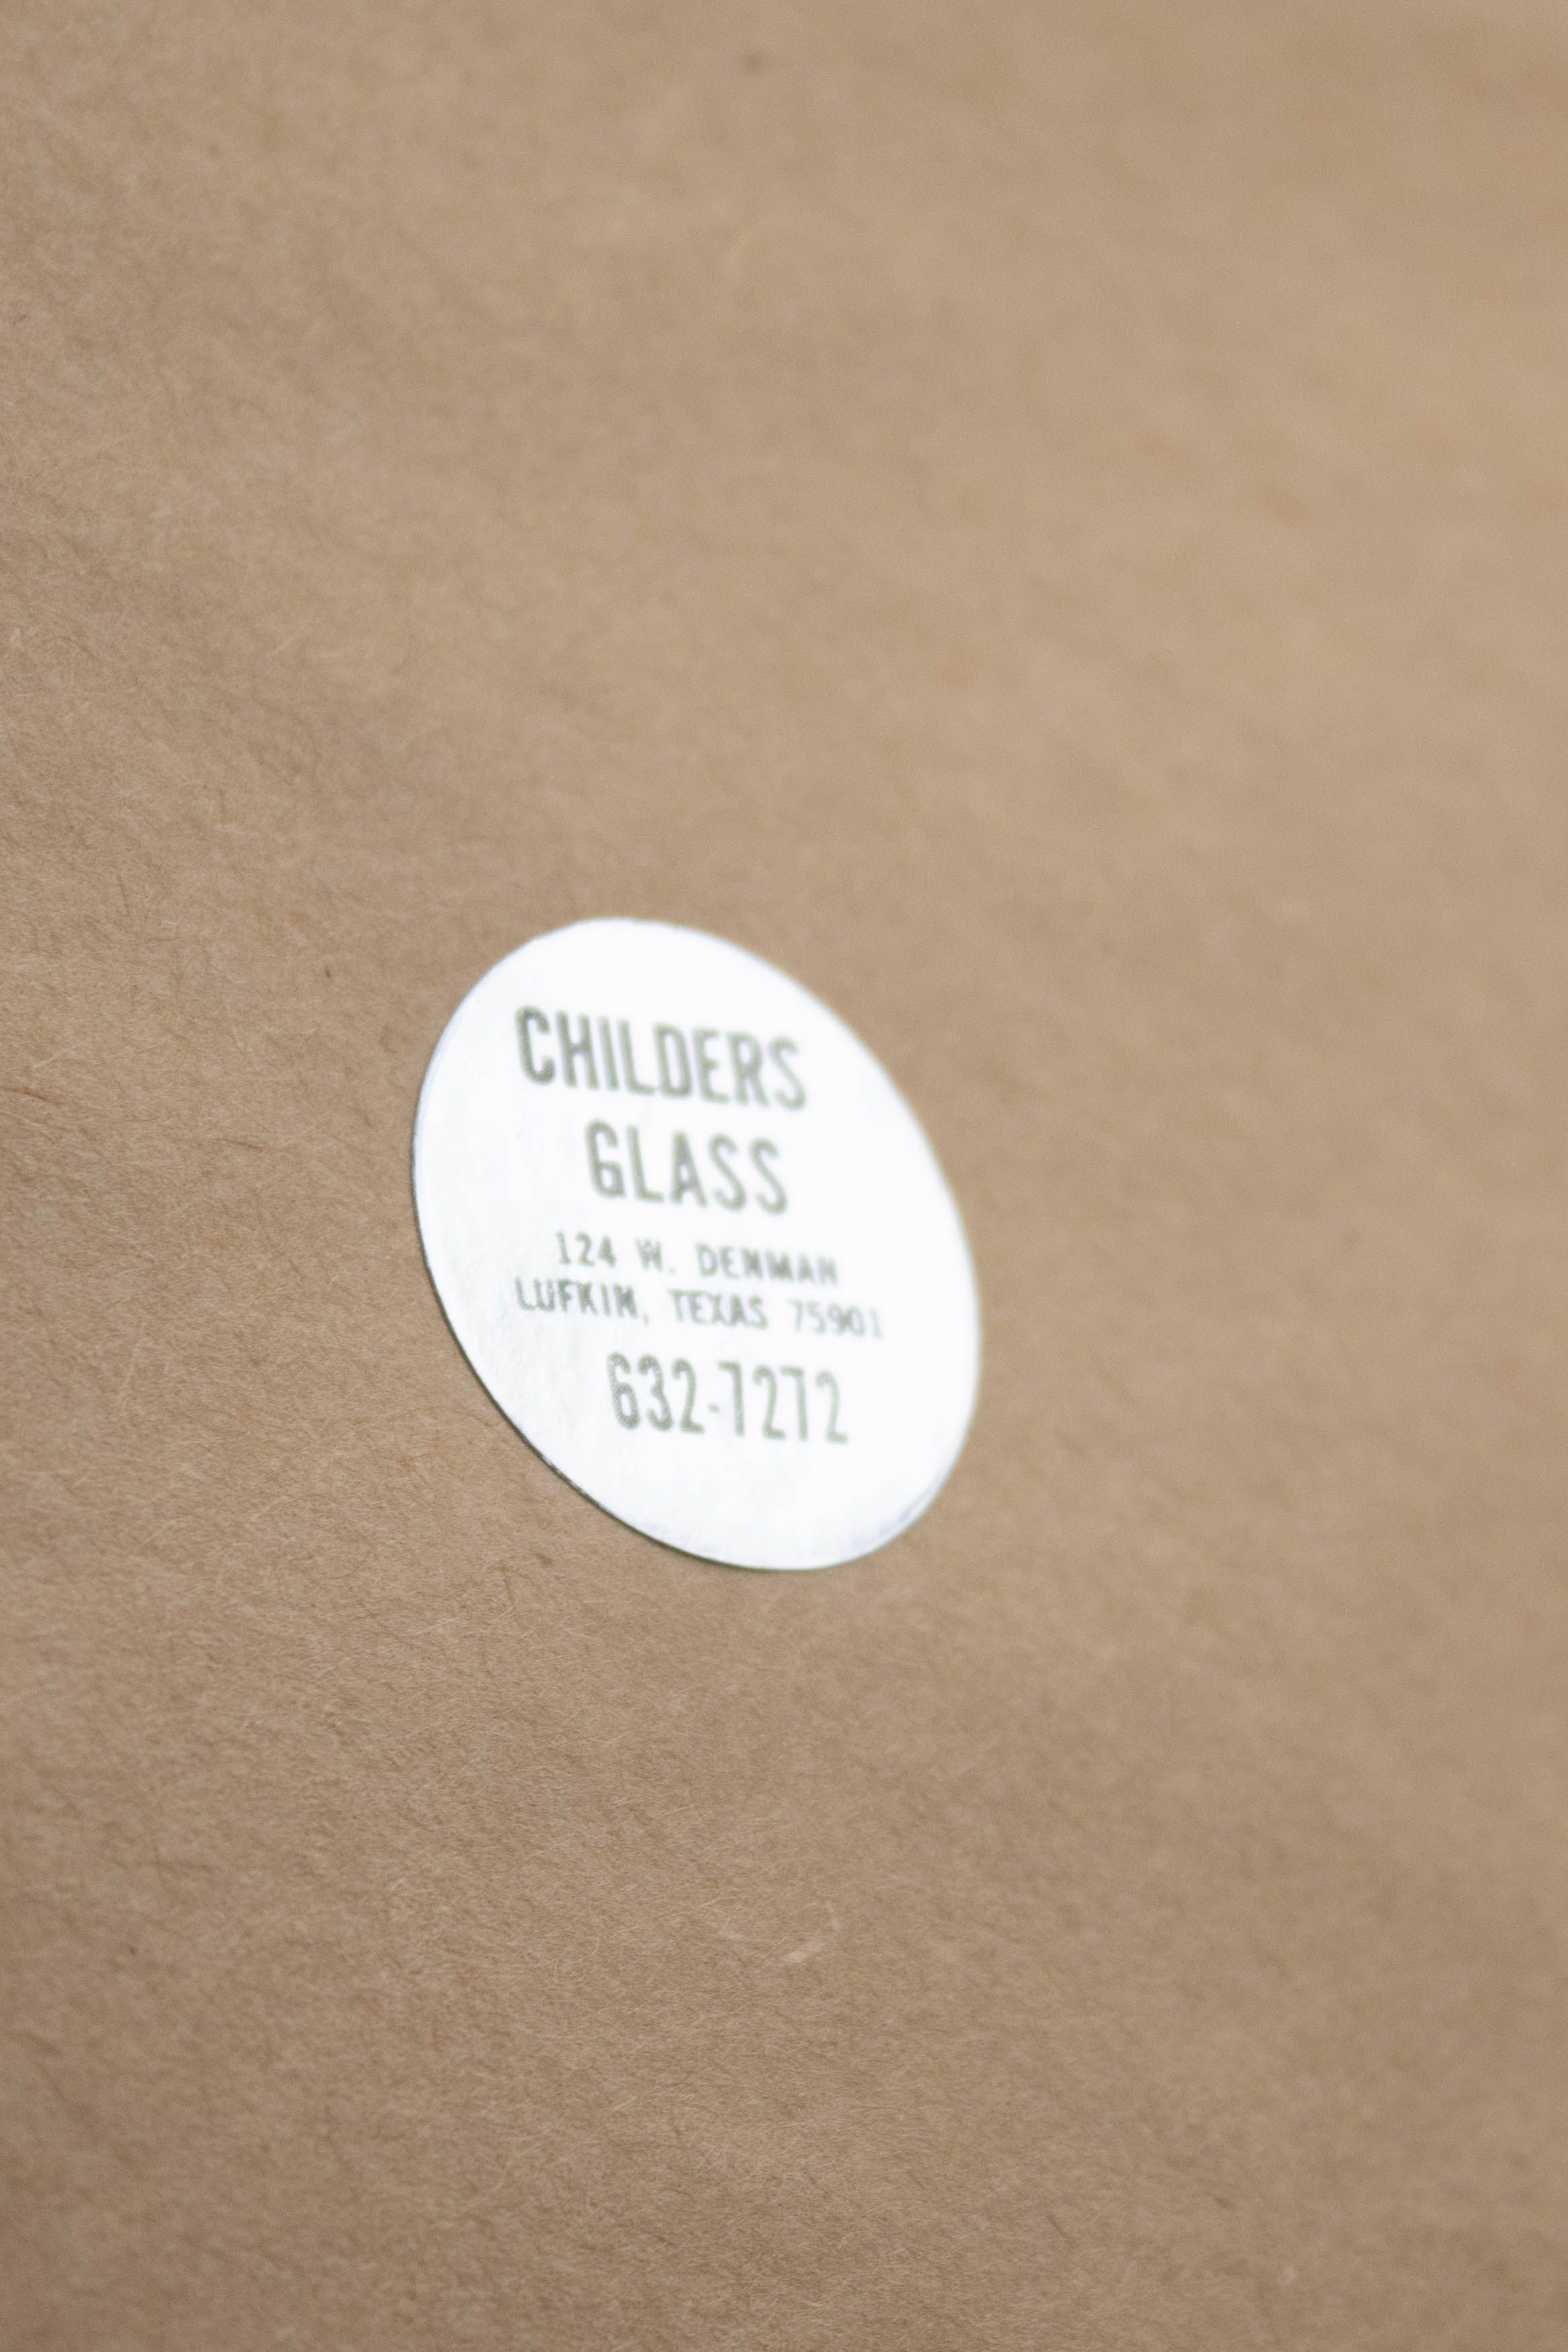 CHILDERS
GLASS
124 W. DENMAN
LUFKIN, TEXAS 75901
632-7272